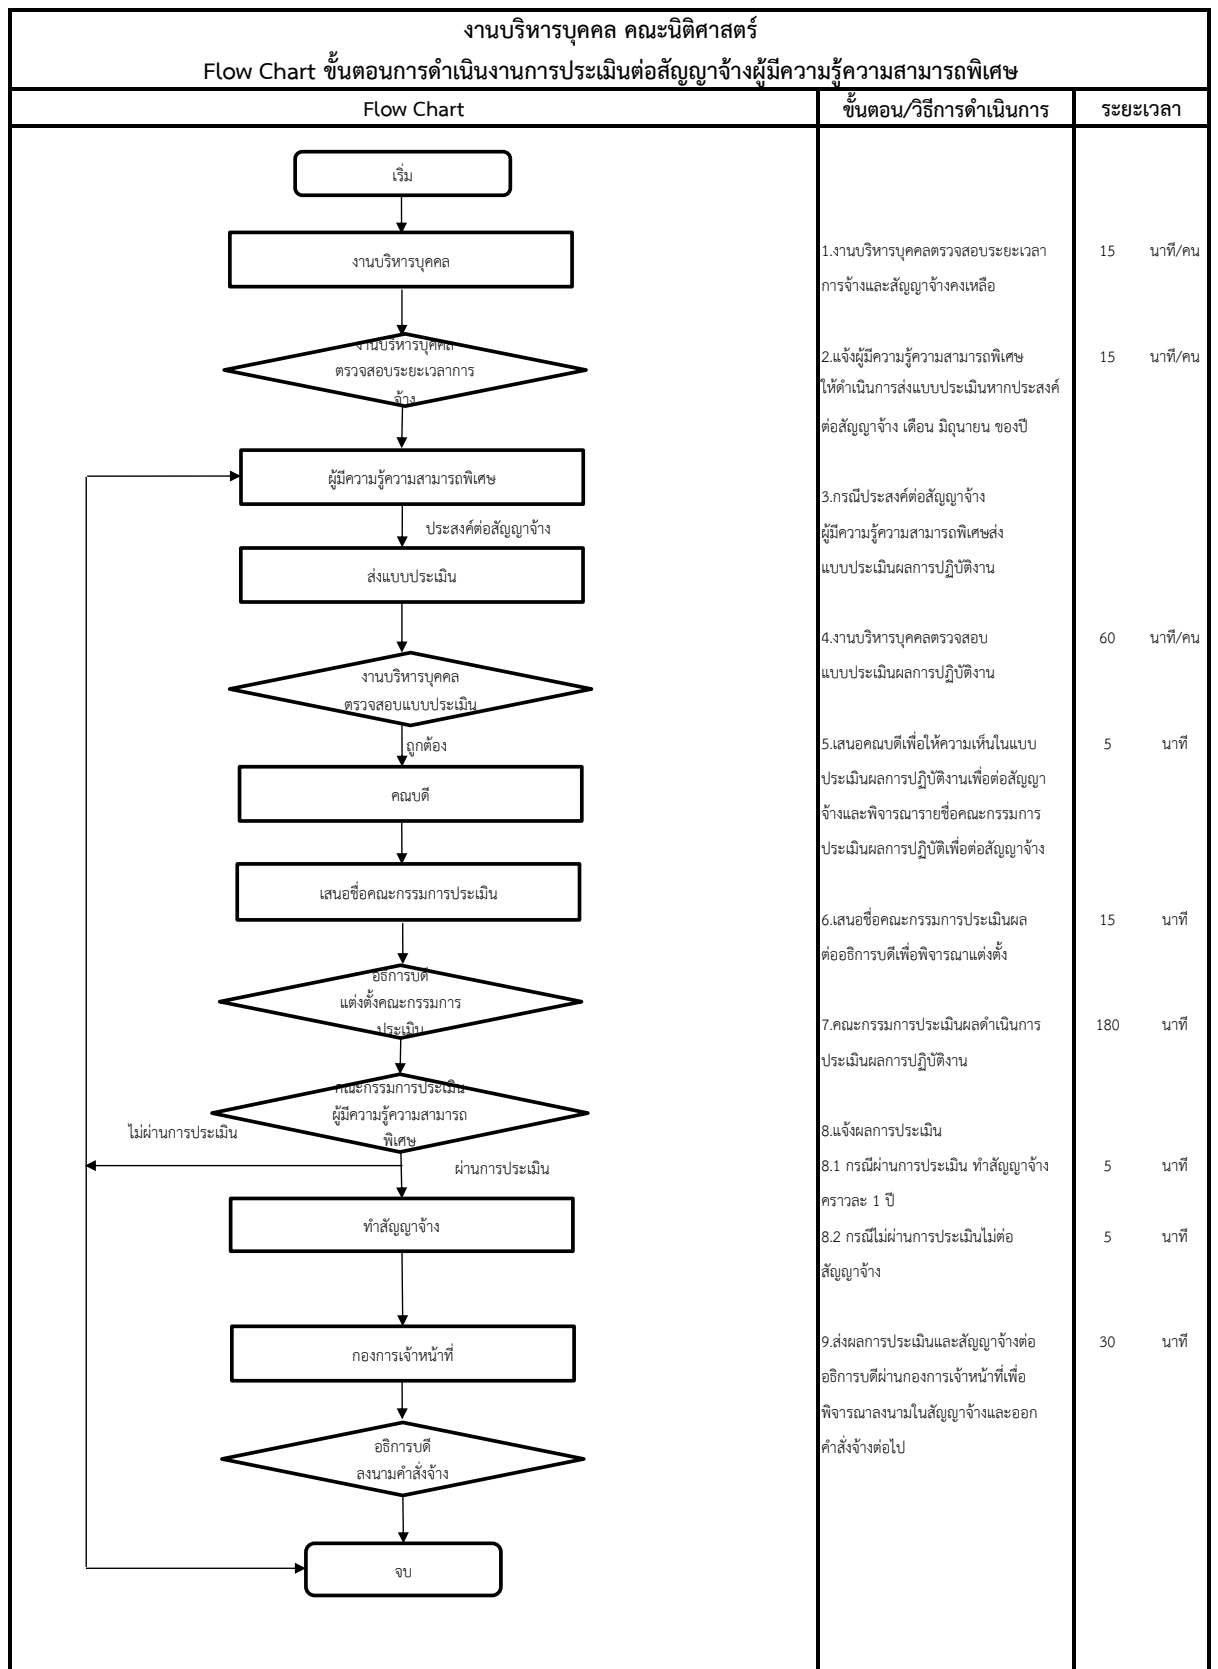 งานบริหารบุคคล คณะนิติศาสตร์
Flow Chart ขั้นตอนการดำเนินงานการประเมินต่อสัญญาจ้างผู้มีความรู้ความสามารถพิเศษ
Flow Chart
ขั้นตอน/วิธีการดำเนินการ
ระยะเวลา
เริ่ม
งานบริหารบุคคล
งานบริหารบุคคล
ตรวจสอบระยะเวลาการ
จ้าง
ผู้มีความรู้ความสามารถพิเศษ
ประสงค์ต่อสัญญาจ้าง
ส่งแบบประเมิน
งานบริหารบุคคล
ตรวจสอบแบบประเมิน
ถูกต้อง
คณบดี
เสนอชื่อคณะกรรมการประเมิน
อธิการบดี
แต่งตั้งคณะกรรมการ
ประเมิน
คณะกรรมการประเมิน
ผู้มีความรู้ความสามารถ
พิเศษ
ไม่ผ่านการประเมิน
ผ่านการประเมิน
ทำสัญญาจ้าง
กองการเจ้าหน้าที่
อธิการบดี
ลงนามคำสั่งจ้าง
จบ
1.งานบริหารบุคคลตรวจสอบระยะเวลา 15 นาที/คน
การจ้างและสัญญาจ้างคงเหลือ
2.แจ้งผู้มีความรู้ความสามารถพิเศษ 15 นาที/คน
ให้ดำเนินการส่งแบบประเมินหากประสงค์
ต่อสัญญาจ้าง เดือน มิถุนายน ของปี
3.กรณีประสงค์ต่อสัญญาจ้าง
ผู้มีความรู้ความสามารถพิเศษส่ง
แบบประเมินผลการปฏิบัติงาน
4.งานบริหารบุคคลตรวจสอบ 60 นาที/คน
แบบประเมินผลการปฏิบัติงาน
5.เสนอคณบดีเพื่อให้ความเห็นในแบบ 5 นาที
ประเมินผลการปฏิบัติงานเพื่อต่อสัญญา
จ้างและพิจารณารายชื่อคณะกรรมการ
ประเมินผลการปฏิบัติเพื่อต่อสัญญาจ้าง
6.เสนอชื่อคณะกรรมการประเมินผล 15 นาที
ต่ออธิการบดีเพื่อพิจารณาแต่งตั้ง
7.คณะกรรมการประเมินผลดำเนินการ 180 นาที
ประเมินผลการปฏิบัติงาน
8.แจ้งผลการประเมิน
8.1 กรณีผ่านการประเมิน ทำสัญญาจ้าง 5 นาที
คราวละ 1 ปี
8.2 กรณีไม่ผ่านการประเมินไม่ต่อ 5 นาที
สัญญาจ้าง
9.ส่งผลการประเมินและสัญญาจ้างต่อ 30 นาที
อธิการบดีผ่านกองการเจ้าหน้าที่เพื่อ
พิจารณาลงนามในสัญญาจ้างและออก
คำสั่งจ้างต่อไป